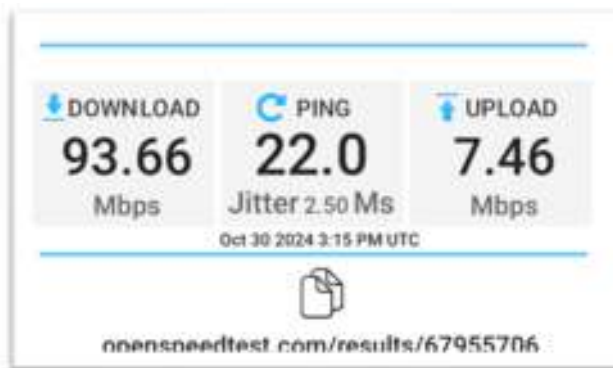 DOWNLOAD PING UPLOAD
93.66 22.0 7.46
Mbps Jitter 2.50 Ms Mbps
Oct 30 2024 3:15 PM UTC
openspeedtest.com/results/67955706